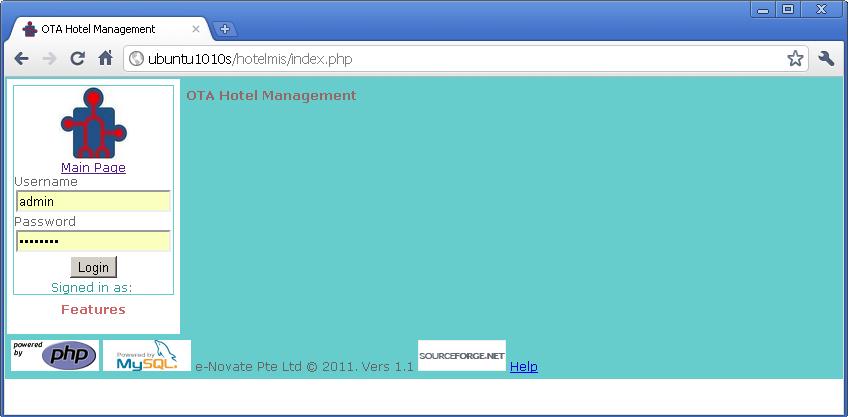 OTA Hotel Management
ubuntu1010s/hotelmis/index.php
OTA Hotel Management
Main Page
Username
admin
Password
••••••••
Login
Signed in as:
Features
powered by php
Powered by MySQL. e-Novate Pte Ltd © 2011. Vers 1.1 SOURCEFORGE.NET Help